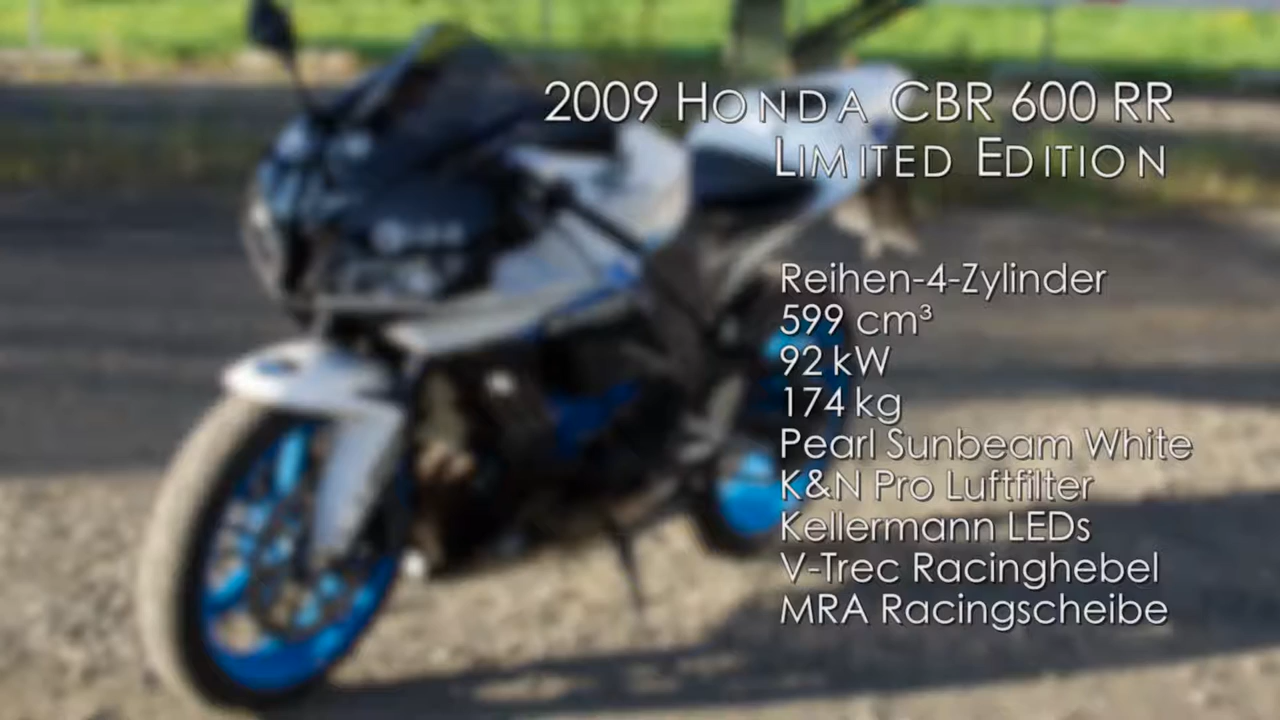 2009 Honda CBR 600 RR
Limited Edition
Reihen-4-Zylinder
599 cm³
92 kW
174 kg
Pearl Sunbeam White
K&N Pro Luftfilter
Kellermann LEDs
V-Trec Racinghebel
MRA Racingscheibe